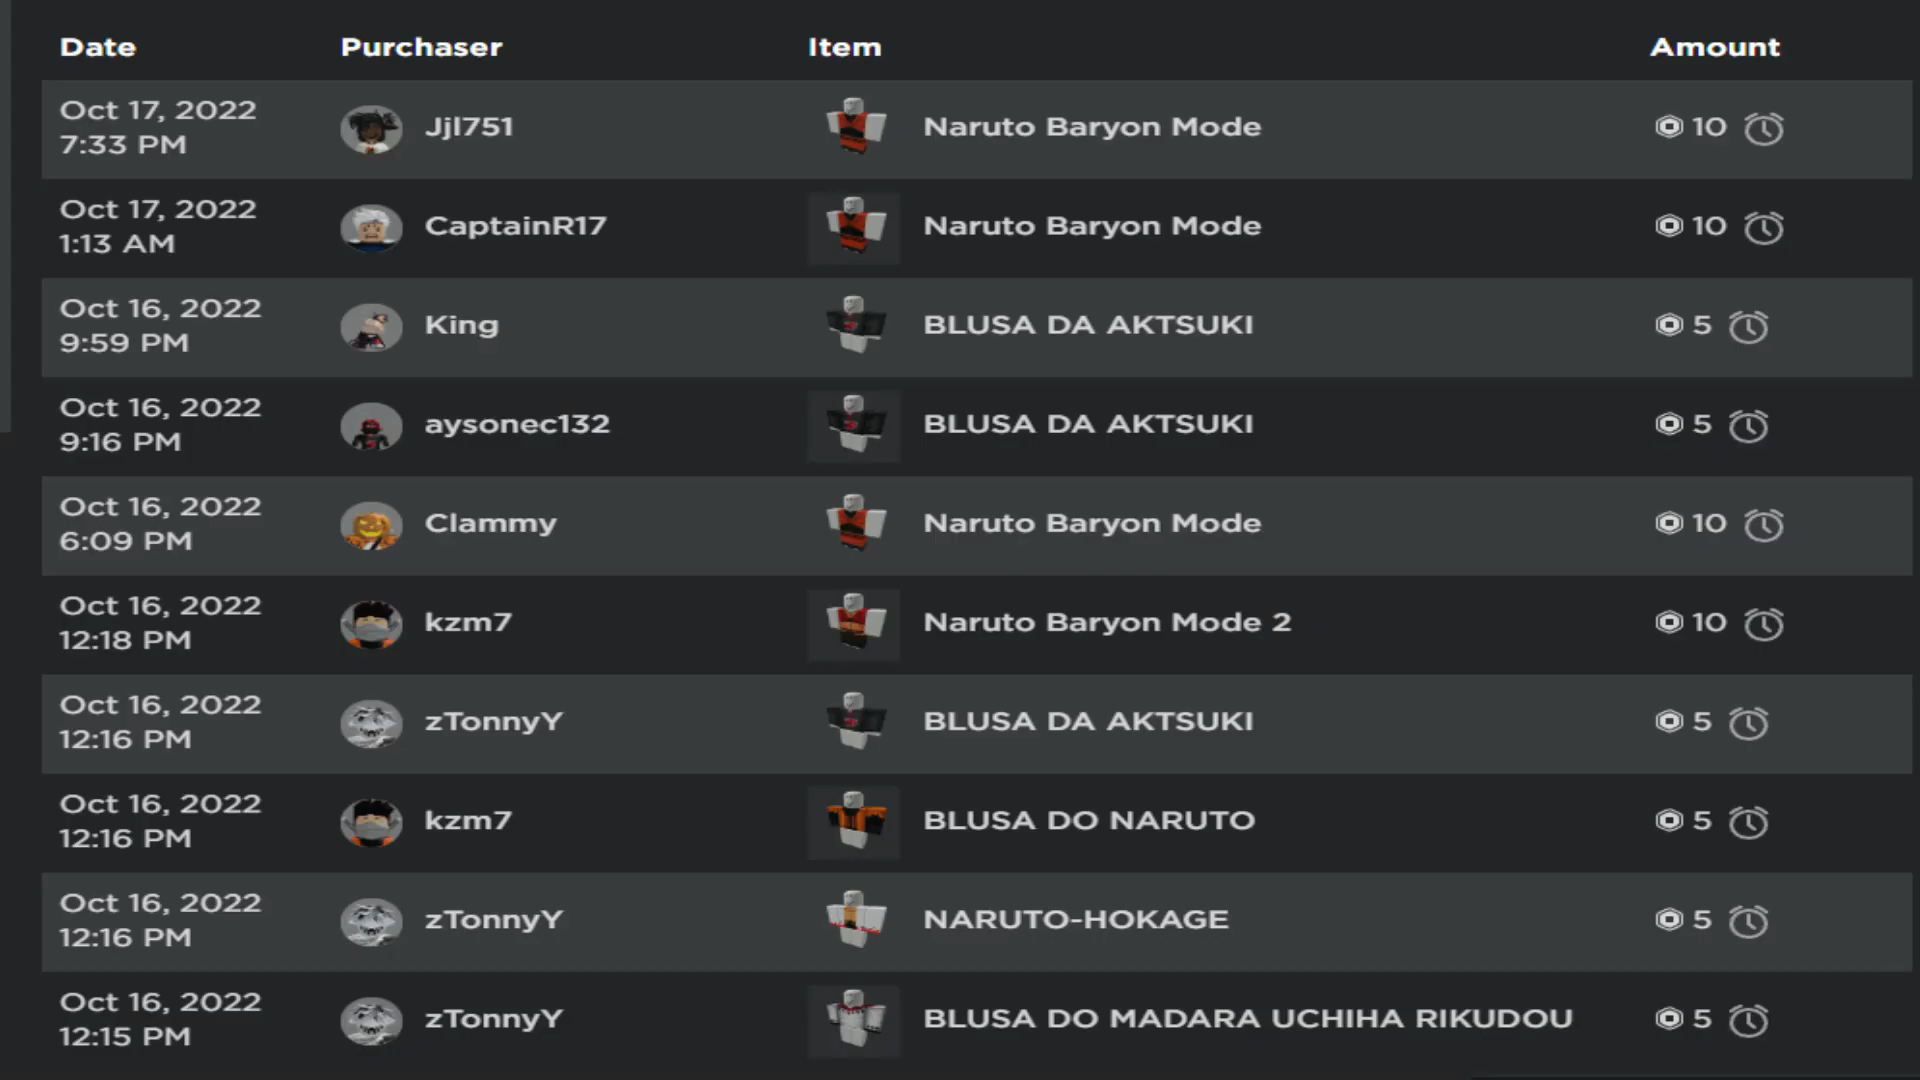 Date Purchaser Item Amount
Oct 17, 2022
7:33 PM
Jjl751 Naruto Baryon Mode 10
Oct 17, 2022
1:13 AM
CaptainR17 Naruto Baryon Mode 10
Oct 16, 2022
9:59 PM
King BLUSA DA AKTSUKI 5
Oct 16, 2022
9:16 PM
aysonec132 BLUSA DA AKTSUKI 5
Oct 16, 2022
6:09 PM
Clammy Naruto Baryon Mode 10
Oct 16, 2022
12:18 PM
kzm7 Naruto Baryon Mode 2 10
Oct 16, 2022
12:16 PM
zTonnyY BLUSA DA AKTSUKI 5
Oct 16, 2022
12:16 PM
kzm7 BLUSA DO NARUTO 5
Oct 16, 2022
12:16 PM
zTonnyY NARUTO-HOKAGE 5
Oct 16, 2022
12:15 PM
zTonnyY BLUSA DO MADARA UCHIHA RIKUDOU 5